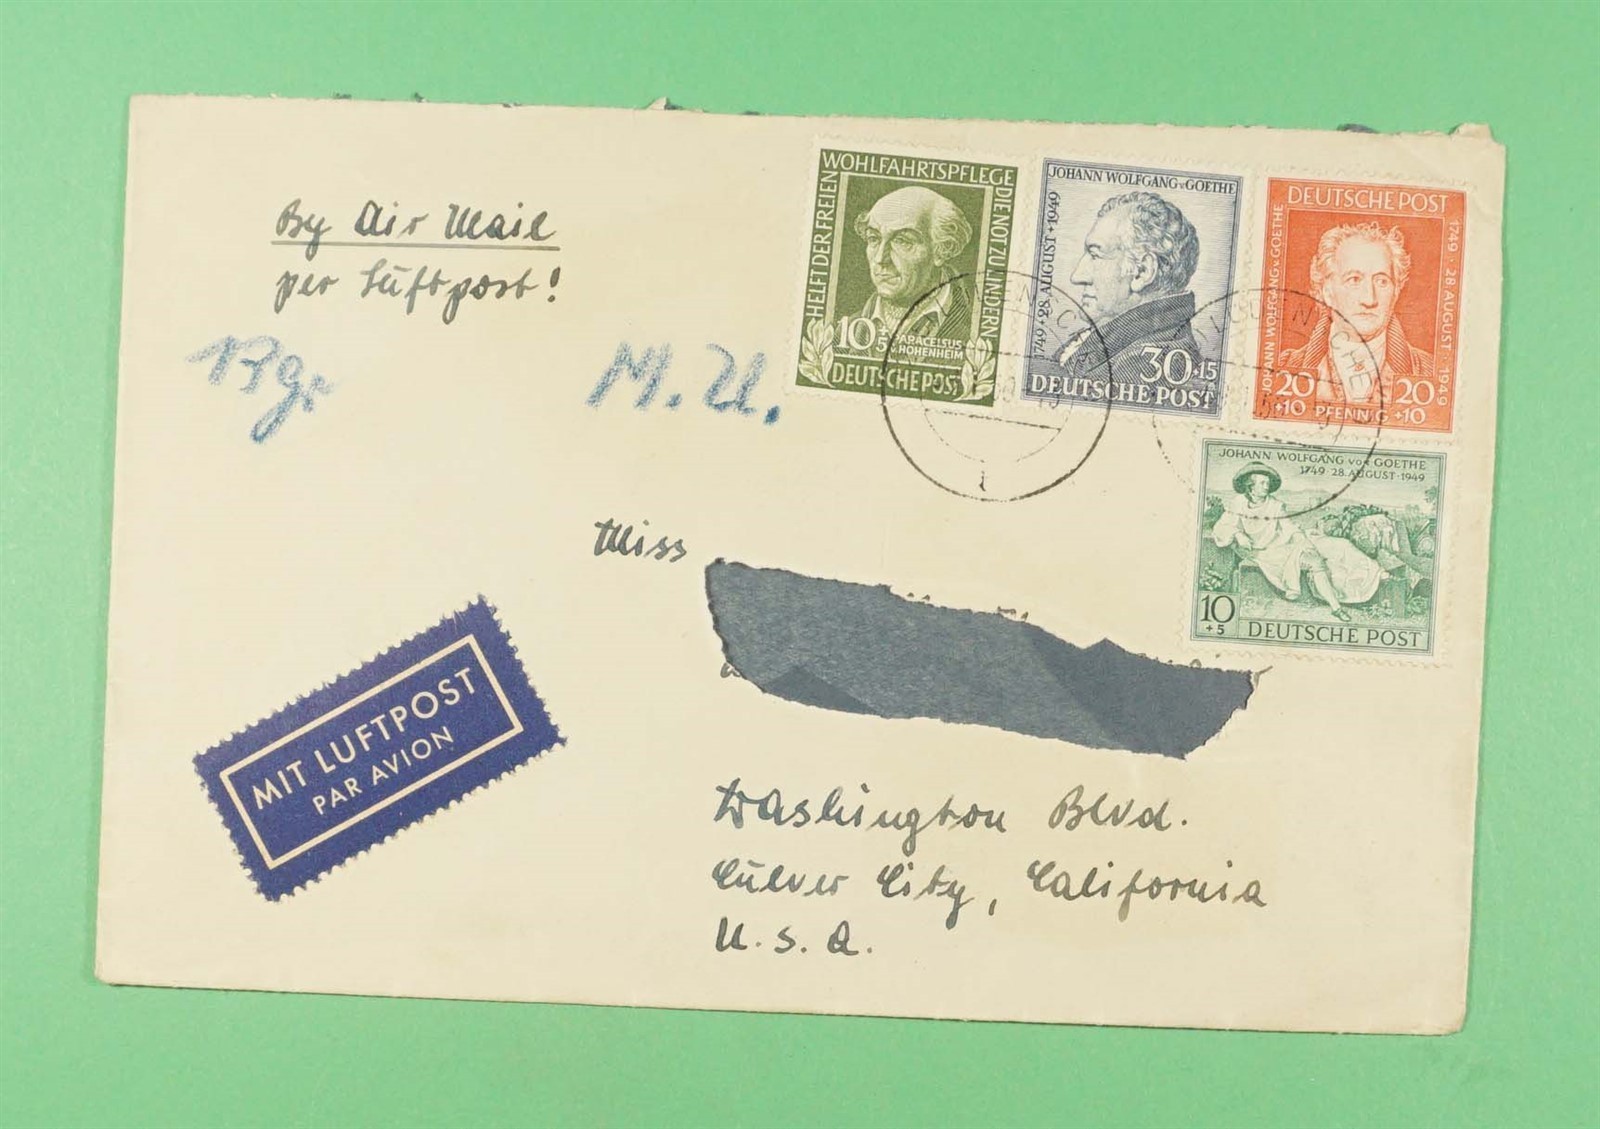 By Air Mail
per Luftpost!
M. U.
WOHLFAHRTSPFLEGE
HELFT DER FREIEN
DIE NOT ZU LINDERN
10+5
PARACELSUS
v. HOHENHEIM
DEUTSCHE POST
JOHANN WOLFGANG v. GOETHE
1749 • 28. AUGUST • 1949
30+15
DEUTSCHE POST
DEUTSCHE POST
JOHANN WOLFGANG v. GOETHE
1749 · 28. AUGUST · 1949
20 20
+10 PFENNIG +10
JOHANN WOLFGANG von GOETHE
1749 · 28. AUGUST · 1949
10
+5
DEUTSCHE POST
Miss
MIT LUFTPOST
PAR AVION
Washington Blvd.
Culver City, California
U. S. A.